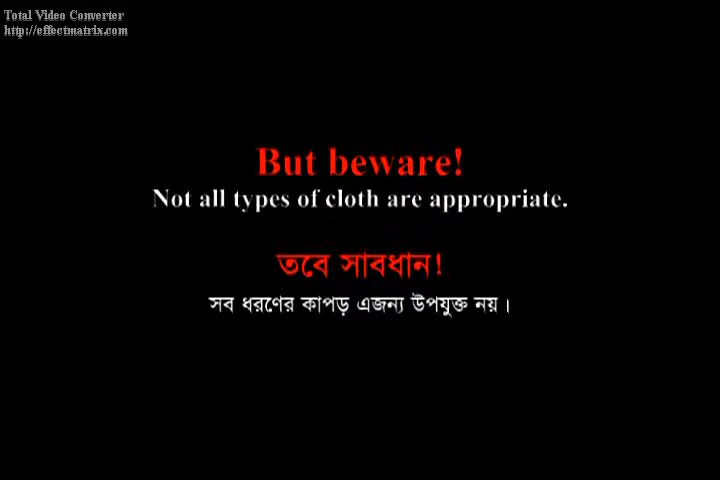 Total Video Converter
http://effectmatrix.com
But beware!
Not all types of cloth are appropriate.
তবে সাবধান!
সব ধরণের কাপড় এজন্য উপযুক্ত নয়।